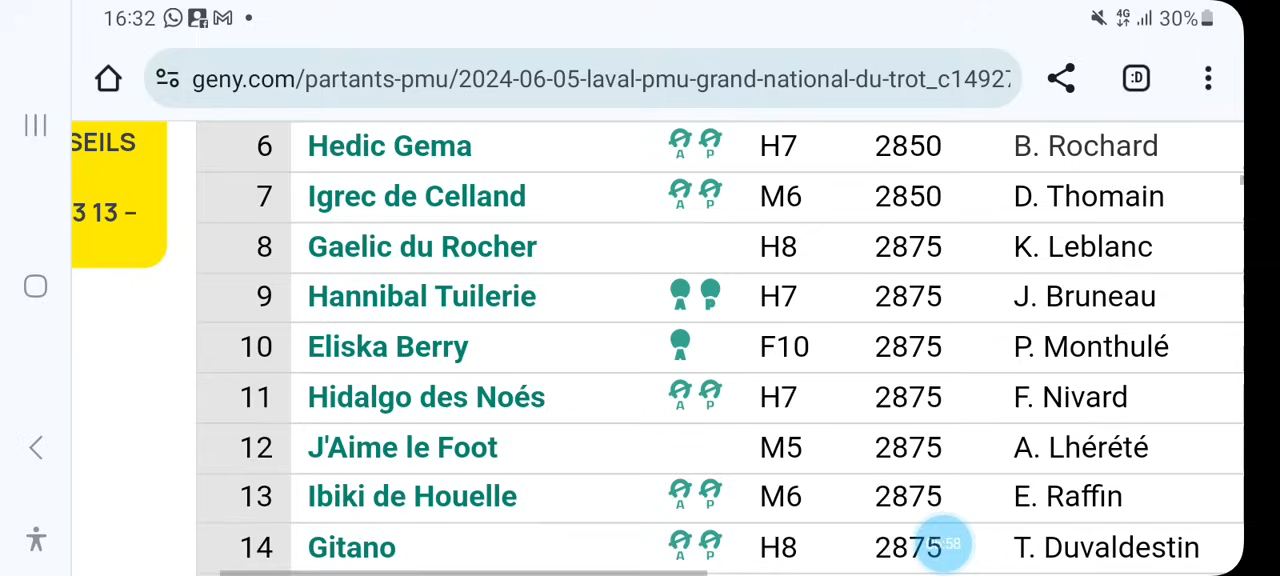 16:32 4G 30%
geny.com/partants-pmu/2024-06-05-laval-pmu-grand-national-du-trot_c14927 :D
SEILS
3 13 –
6 Hedic Gema A P H7 2850 B. Rochard
7 Igrec de Celland A P M6 2850 D. Thomain
8 Gaelic du Rocher H8 2875 K. Leblanc
9 Hannibal Tuilerie A P H7 2875 J. Bruneau
10 Eliska Berry A F10 2875 P. Monthulé
11 Hidalgo des Noés A P H7 2875 F. Nivard
12 J'Aime le Foot M5 2875 A. Lhérété
13 Ibiki de Houelle A P M6 2875 E. Raffin
14 Gitano A P H8 2875 T. Duvaldestin